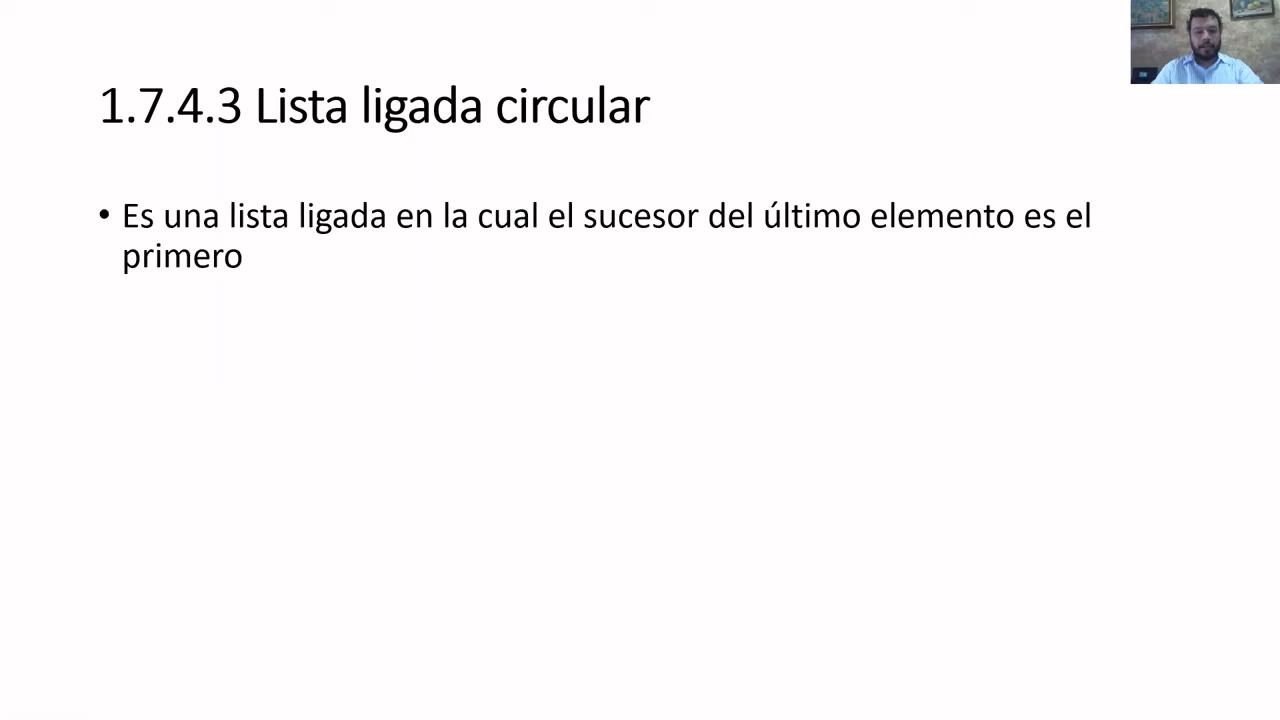 1.7.4.3 Lista ligada circular
• Es una lista ligada en la cual el sucesor del último elemento es el
primero